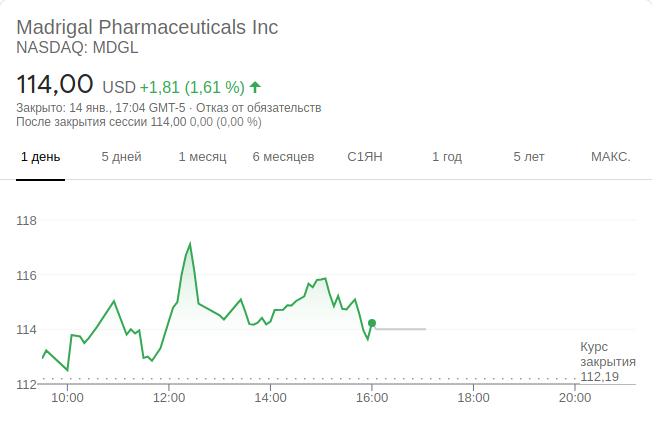 Madrigal Pharmaceuticals Inc
NASDAQ: MDGL
114,00 USD +1,81 (1,61 %)
Закрыто: 14 янв., 17:04 GMT-5 · Отказ от обязательств
После закрытия сессии 114,00 0,00 (0,00 %)
1 день 5 дней 1 месяц 6 месяцев С1ЯН 1 год 5 лет МАКС.
118
116
114
Курс
закрытия
112,19
112
10:00 12:00 14:00 16:00 18:00 20:00